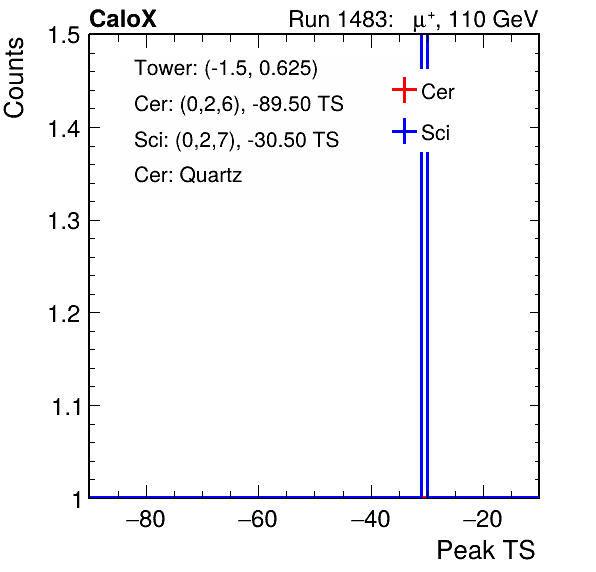 CaloX Run 1483: μ⁺, 110 GeV
Counts
1.5
1.4
1.3
1.2
1.1
1
Tower: (-1.5, 0.625)
Cer: (0,2,6), -89.50 TS
Sci: (0,2,7), -30.50 TS
Cer: Quartz
Cer
Sci
−80 −60 −40 −20
Peak TS